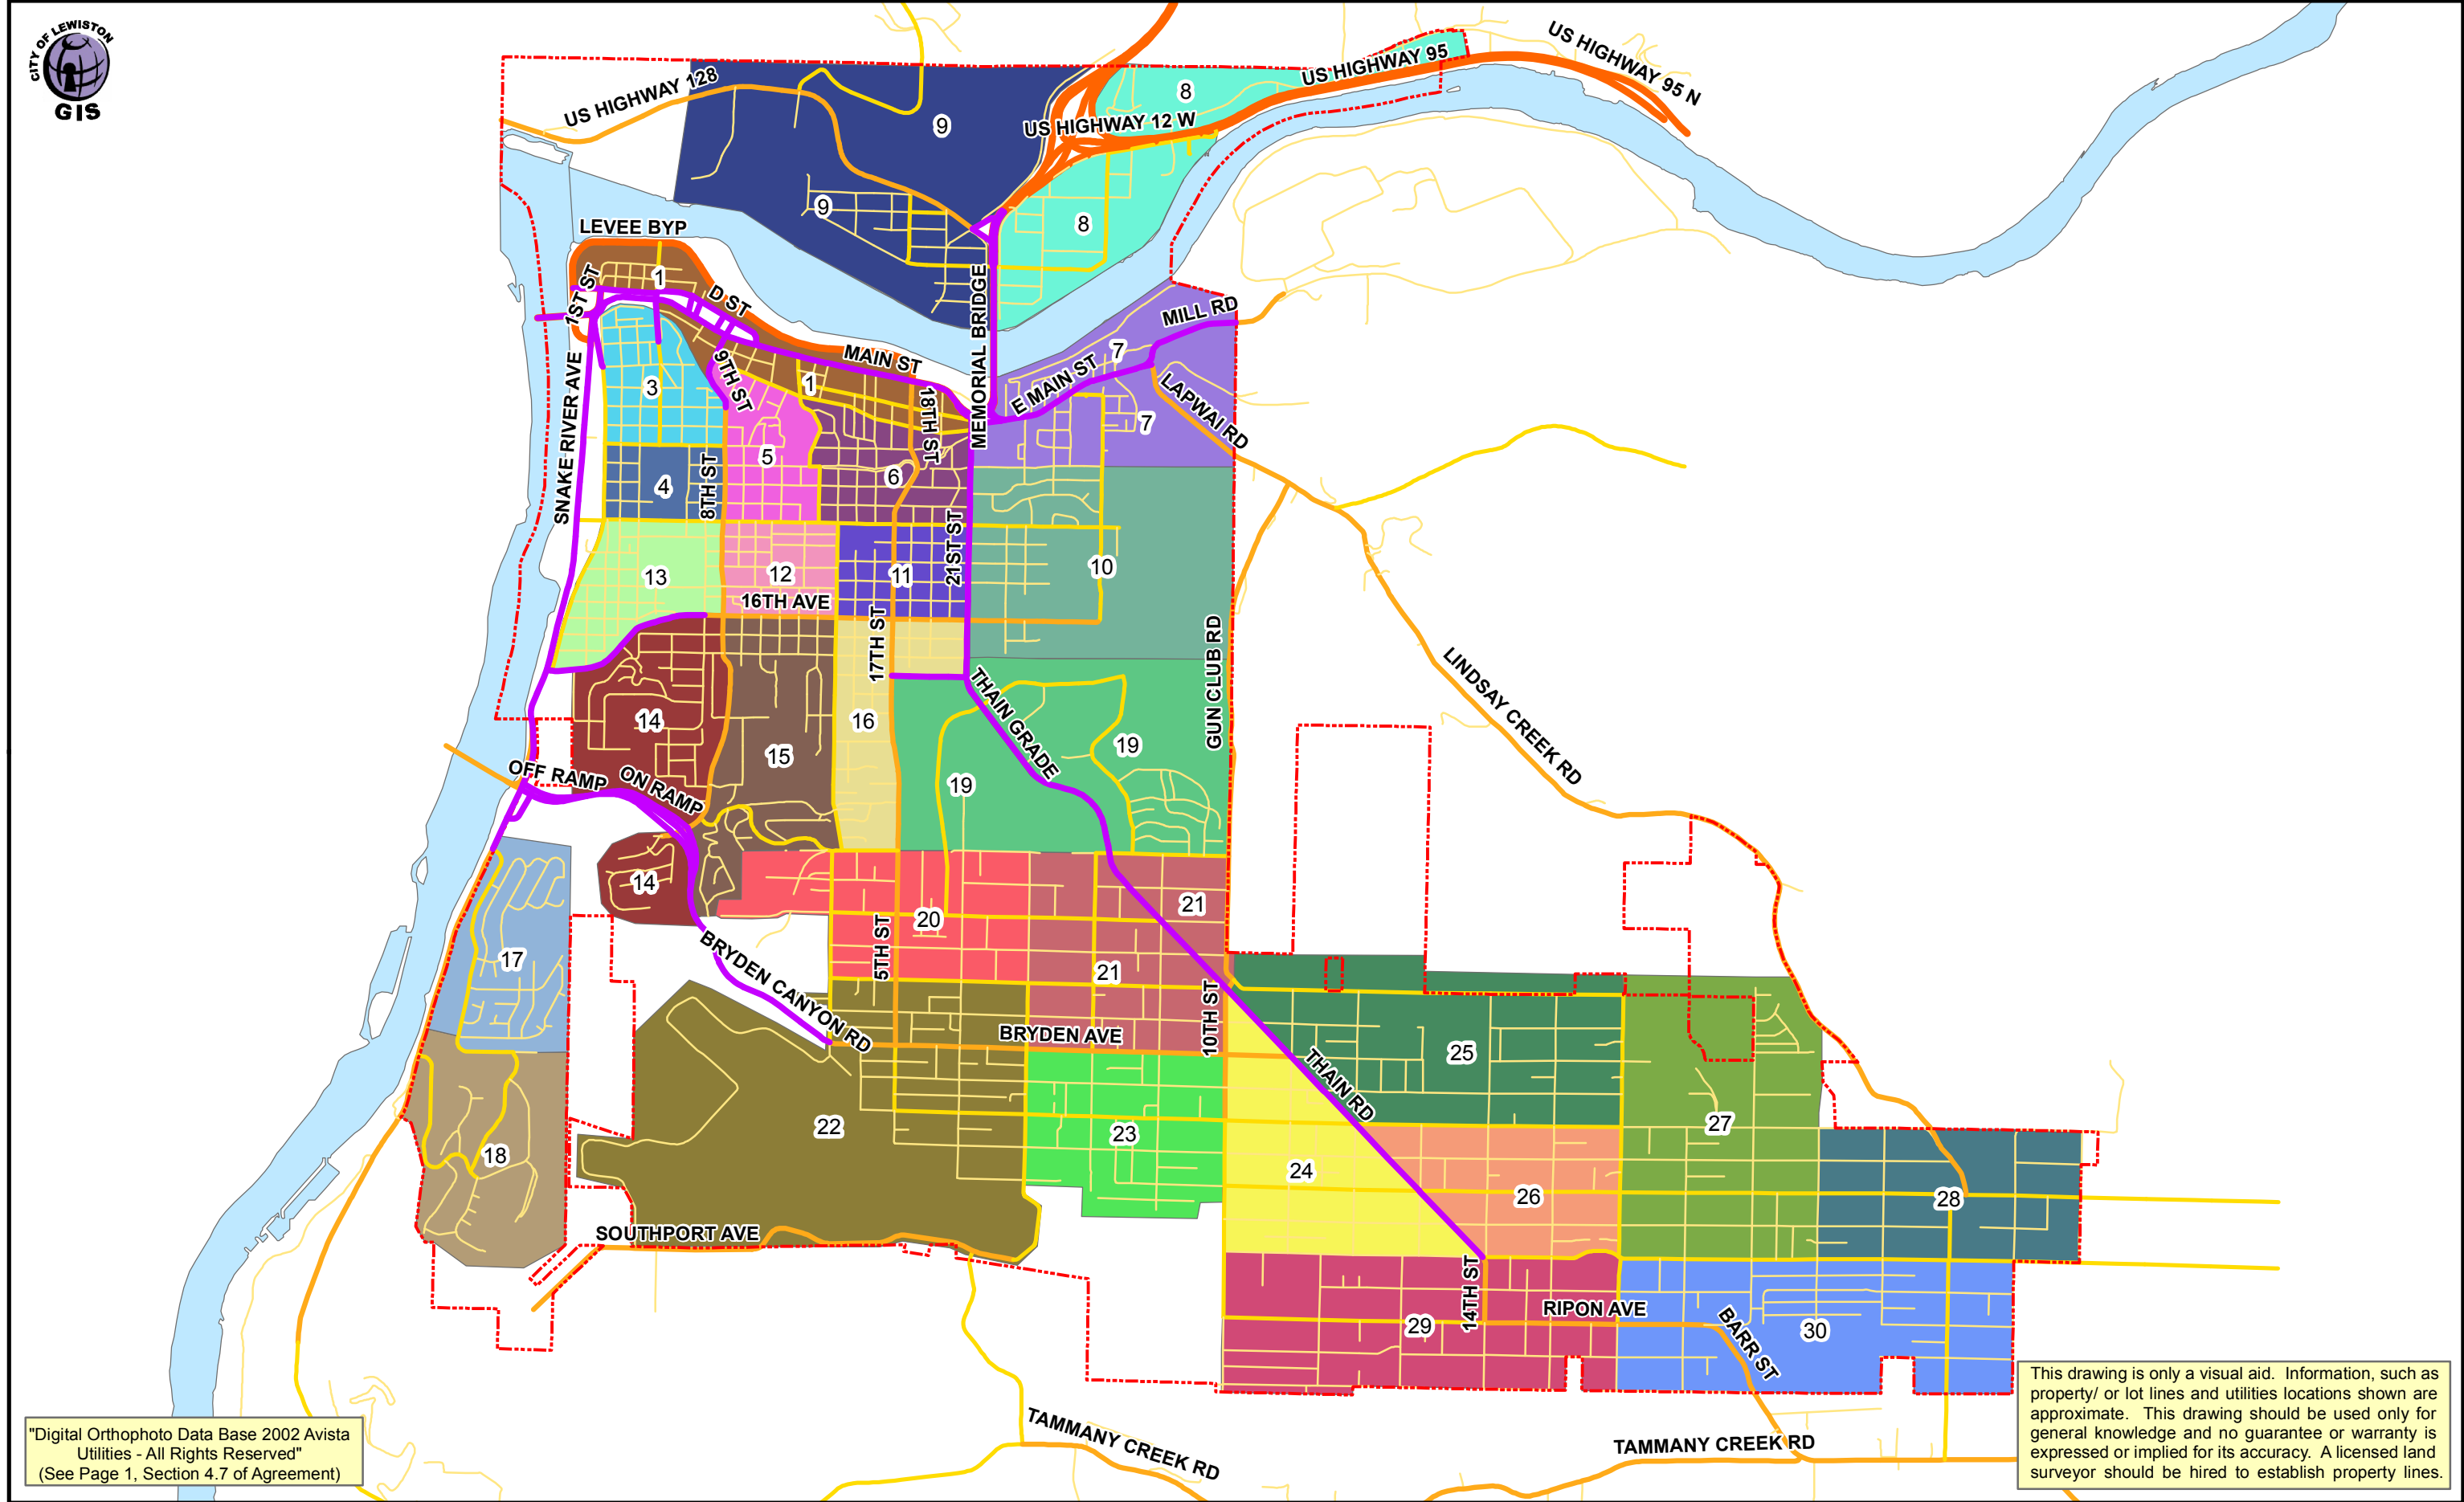 CITY OF LEWISTON
GIS
US HIGHWAY 128
US HIGHWAY 95
US HIGHWAY 95 N
8
9
US HIGHWAY 12 W
9
8
LEVEE BYP
1
1ST ST
D ST
MILL RD
MEMORIAL BRIDGE
7
MAIN ST
9TH ST
3
1
E MAIN ST
LAPWAI RD
18TH ST
7
SNAKE RIVER AVE
5
6
4
8TH ST
21ST ST
10
13
12
11
16TH AVE
17TH ST
GUN CLUB RD
LINDSAY CREEK RD
14
16
THAIN GRADE
19
15
OFF RAMP
ON RAMP
19
14
21
20
5TH ST
17
BRYDEN CANYON RD
21
10TH ST
BRYDEN AVE
25
THAIN RD
22
23
27
18
24
26
28
SOUTHPORT AVE
14TH ST
RIPON AVE
29
30
BARR ST
TAMMANY CREEK RD
TAMMANY CREEK RD
"Digital Orthophoto Data Base 2002 Avista
Utilities - All Rights Reserved"
(See Page 1, Section 4.7 of Agreement)
This drawing is only a visual aid. Information, such as
property/ or lot lines and utilities locations shown are
approximate. This drawing should be used only for
general knowledge and no guarantee or warranty is
expressed or implied for its accuracy. A licensed land
surveyor should be hired to establish property lines.